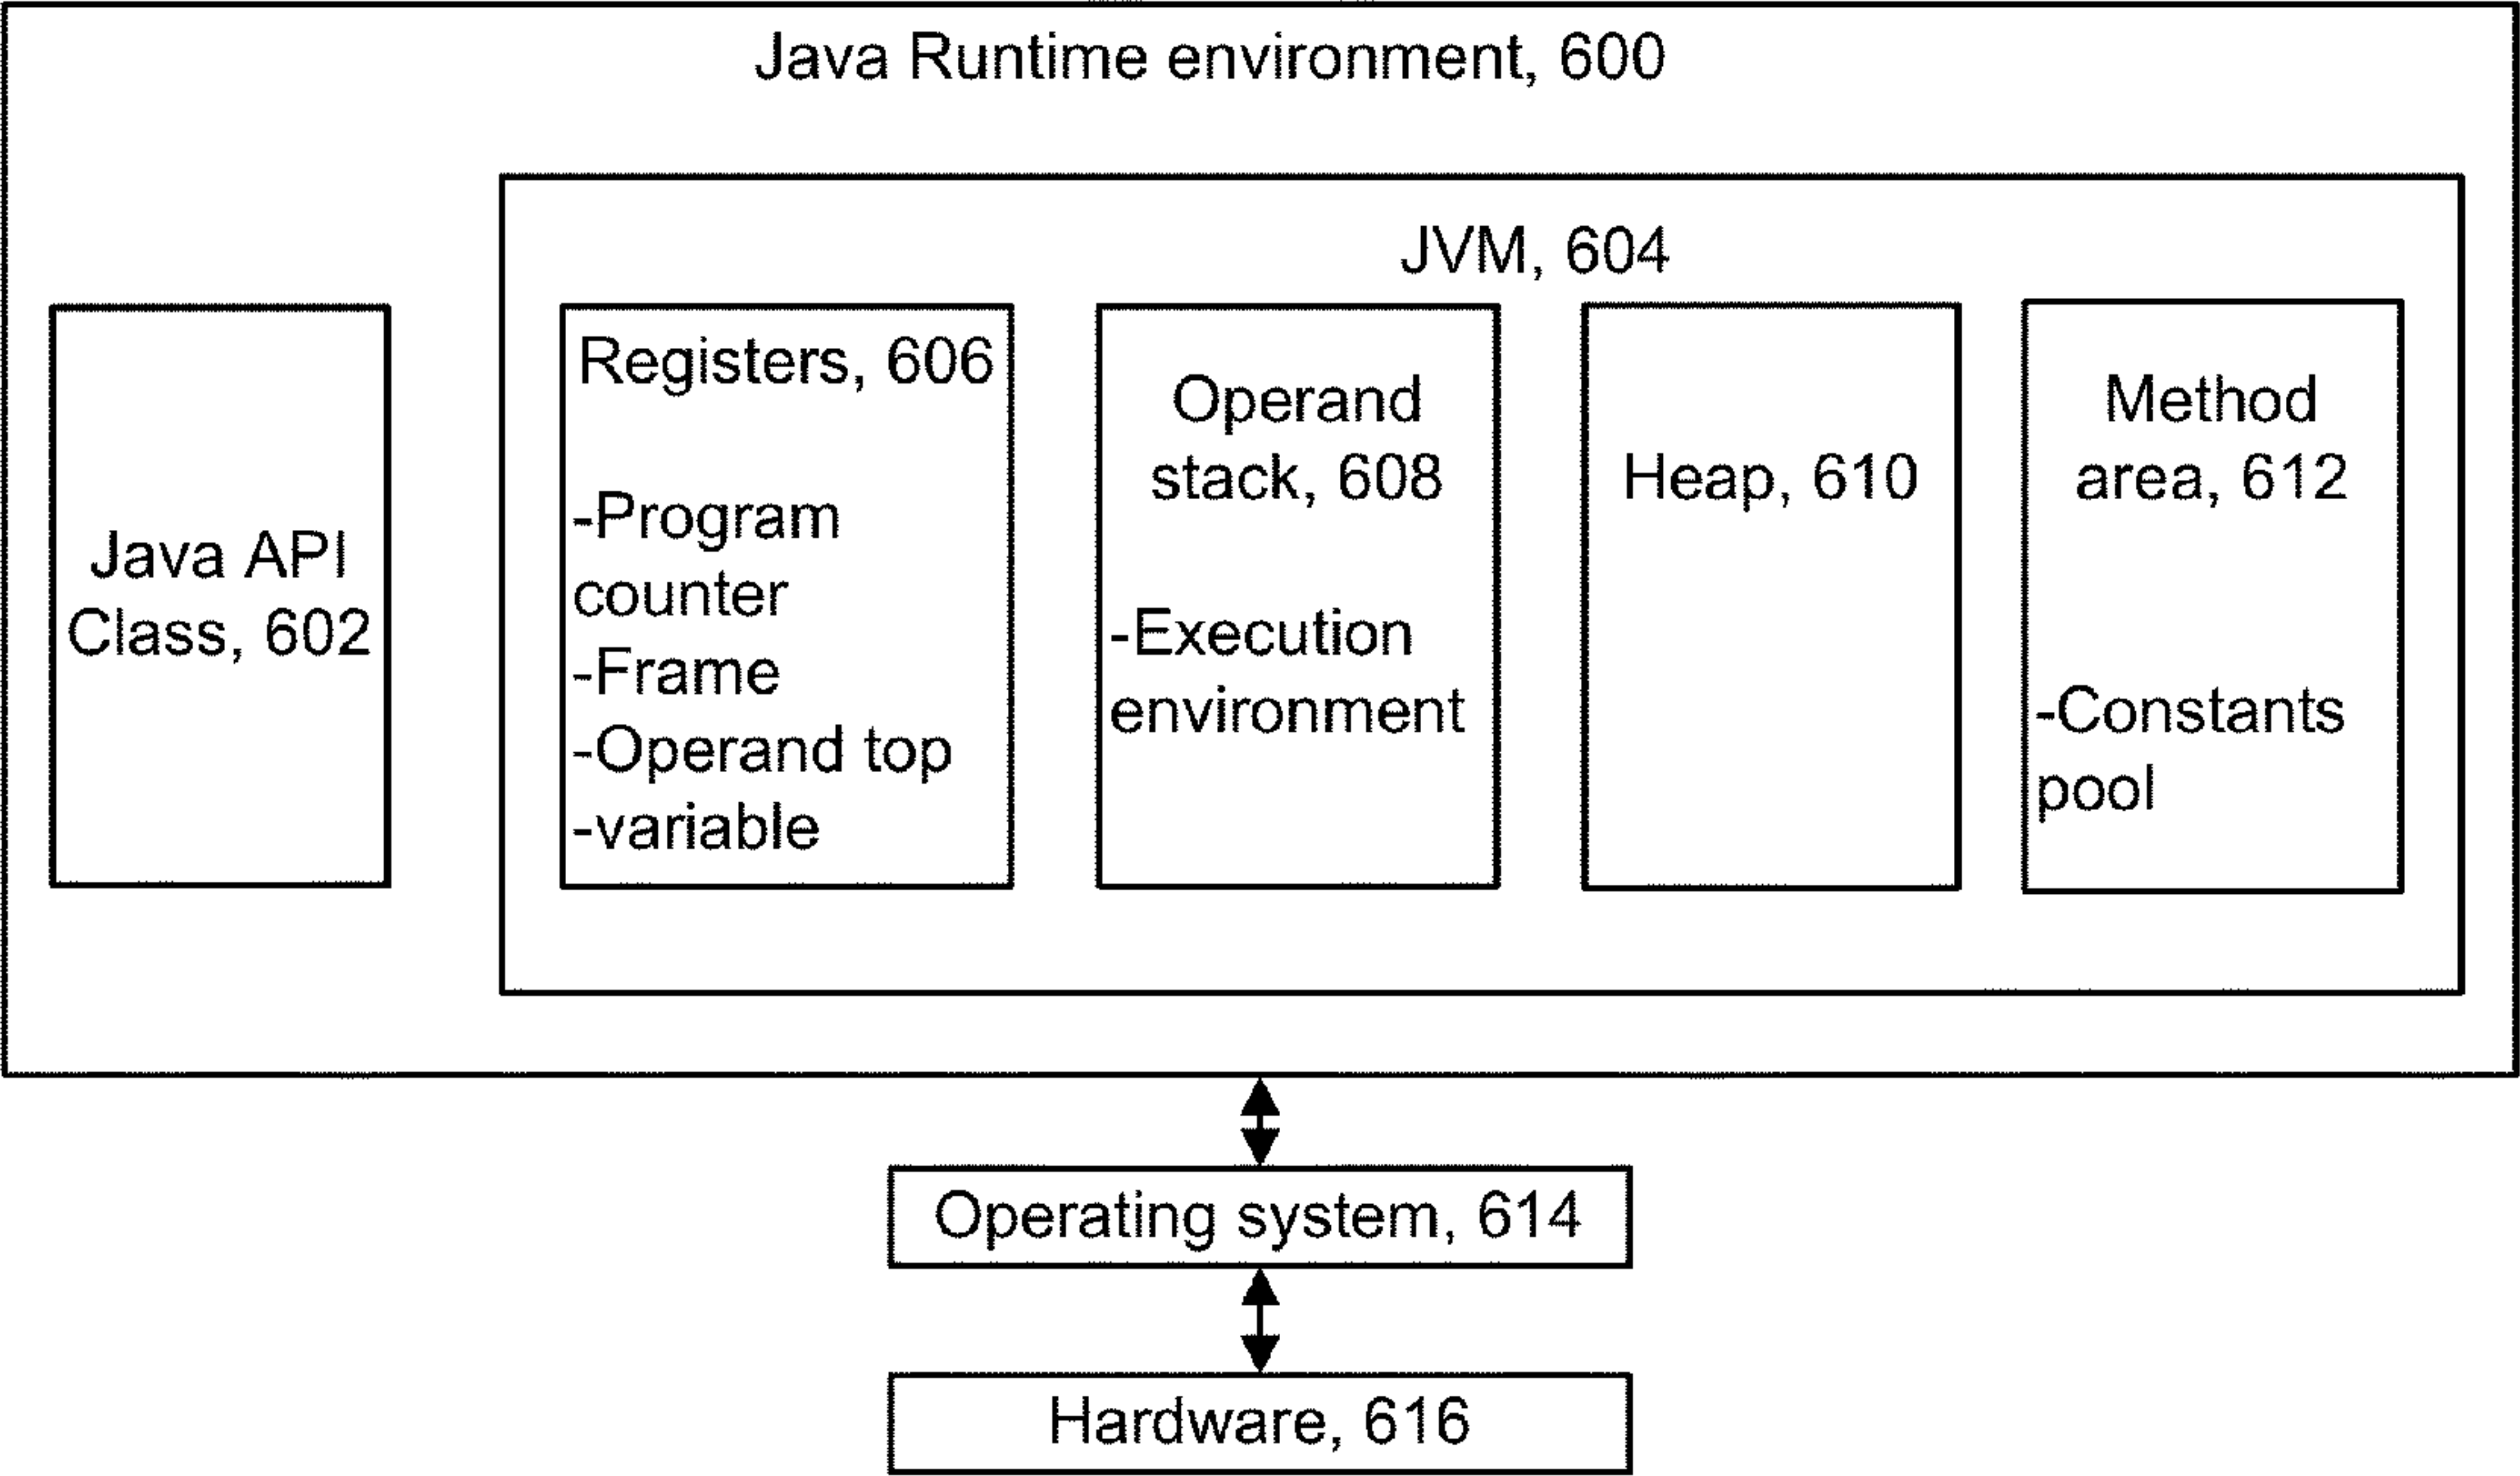 Java Runtime environment, 600
JVM, 604
Java API
Class, 602
Registers, 606
-Program
counter
-Frame
-Operand top
-variable
Operand
stack, 608
-Execution
environment
Heap, 610
Method
area, 612
-Constants
pool
Operating system, 614
Hardware, 616